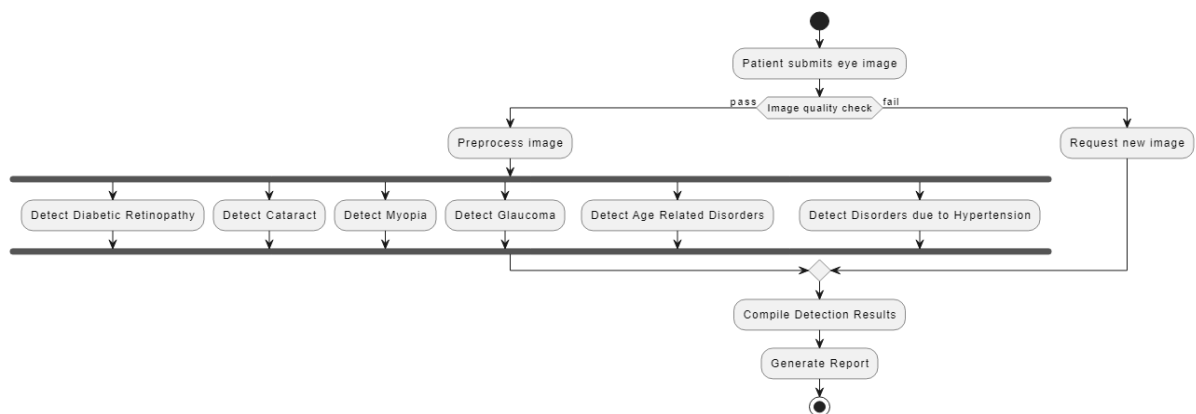 Patient submits eye image
pass
Image quality check
fail
Preprocess image
Request new image
Detect Diabetic Retinopathy
Detect Cataract
Detect Myopia
Detect Glaucoma
Detect Age Related Disorders
Detect Disorders due to Hypertension
Compile Detection Results
Generate Report